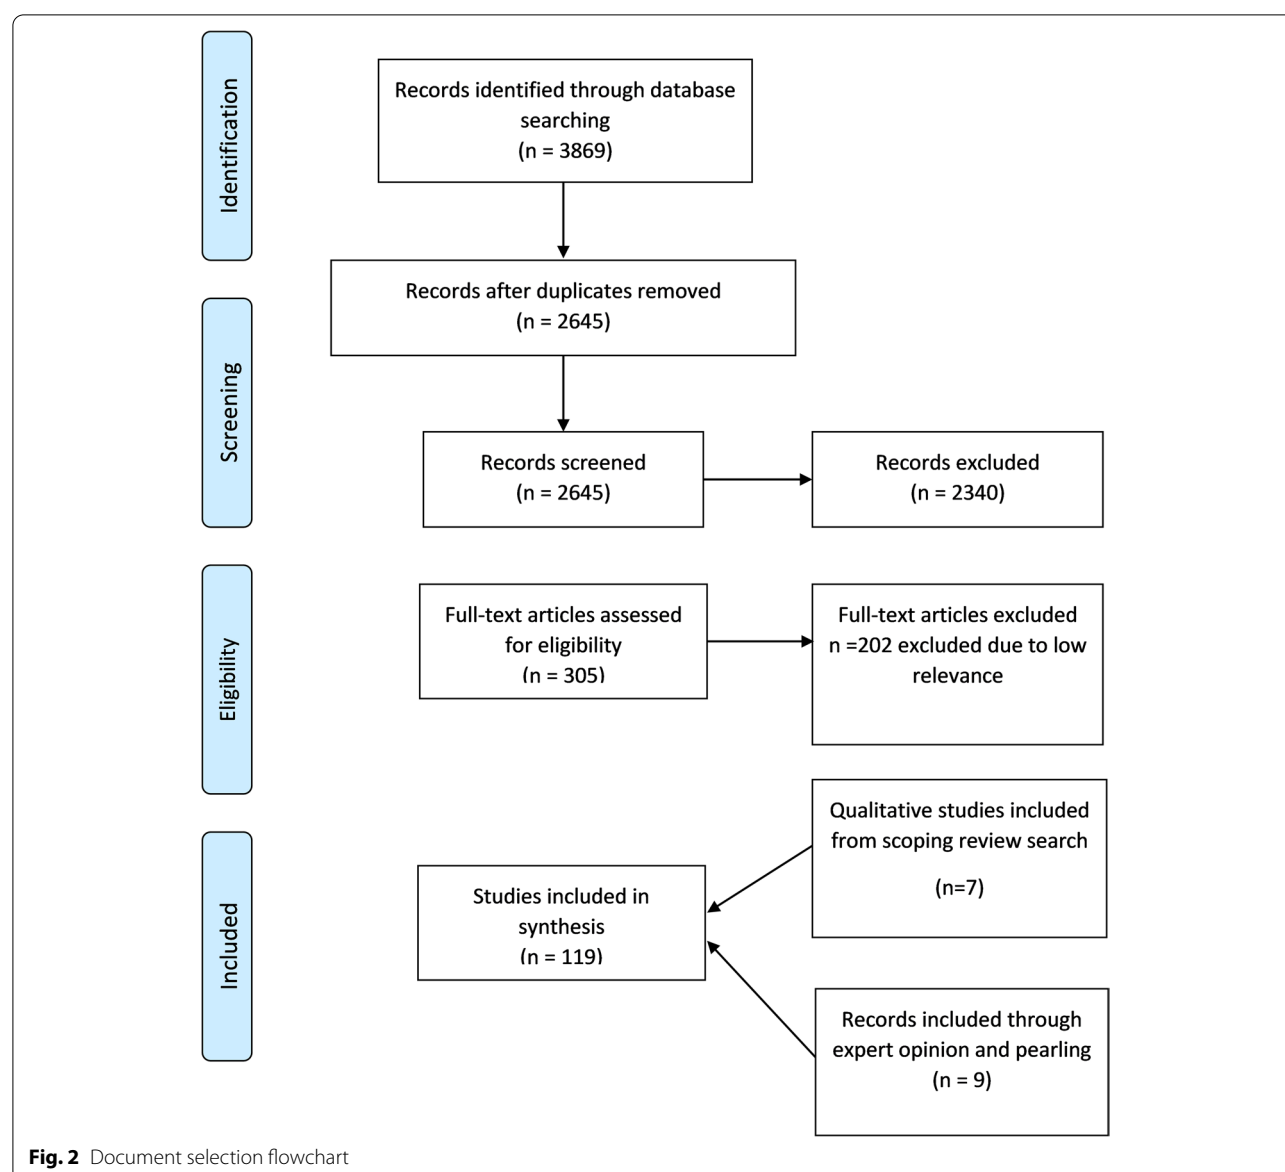 Identification
Records identified through database
searching
(n = 3869)
Records after duplicates removed
(n = 2645)
Screening
Records screened
(n = 2645)
Records excluded
(n = 2340)
Eligibility
Full-text articles assessed
for eligibility
(n = 305)
Full-text articles excluded
n =202 excluded due to low
relevance
Included
Studies included in
synthesis
(n = 119)
Qualitative studies included
from scoping review search
(n=7)
Records included through
expert opinion and pearling
(n = 9)
Fig. 2 Document selection flowchart